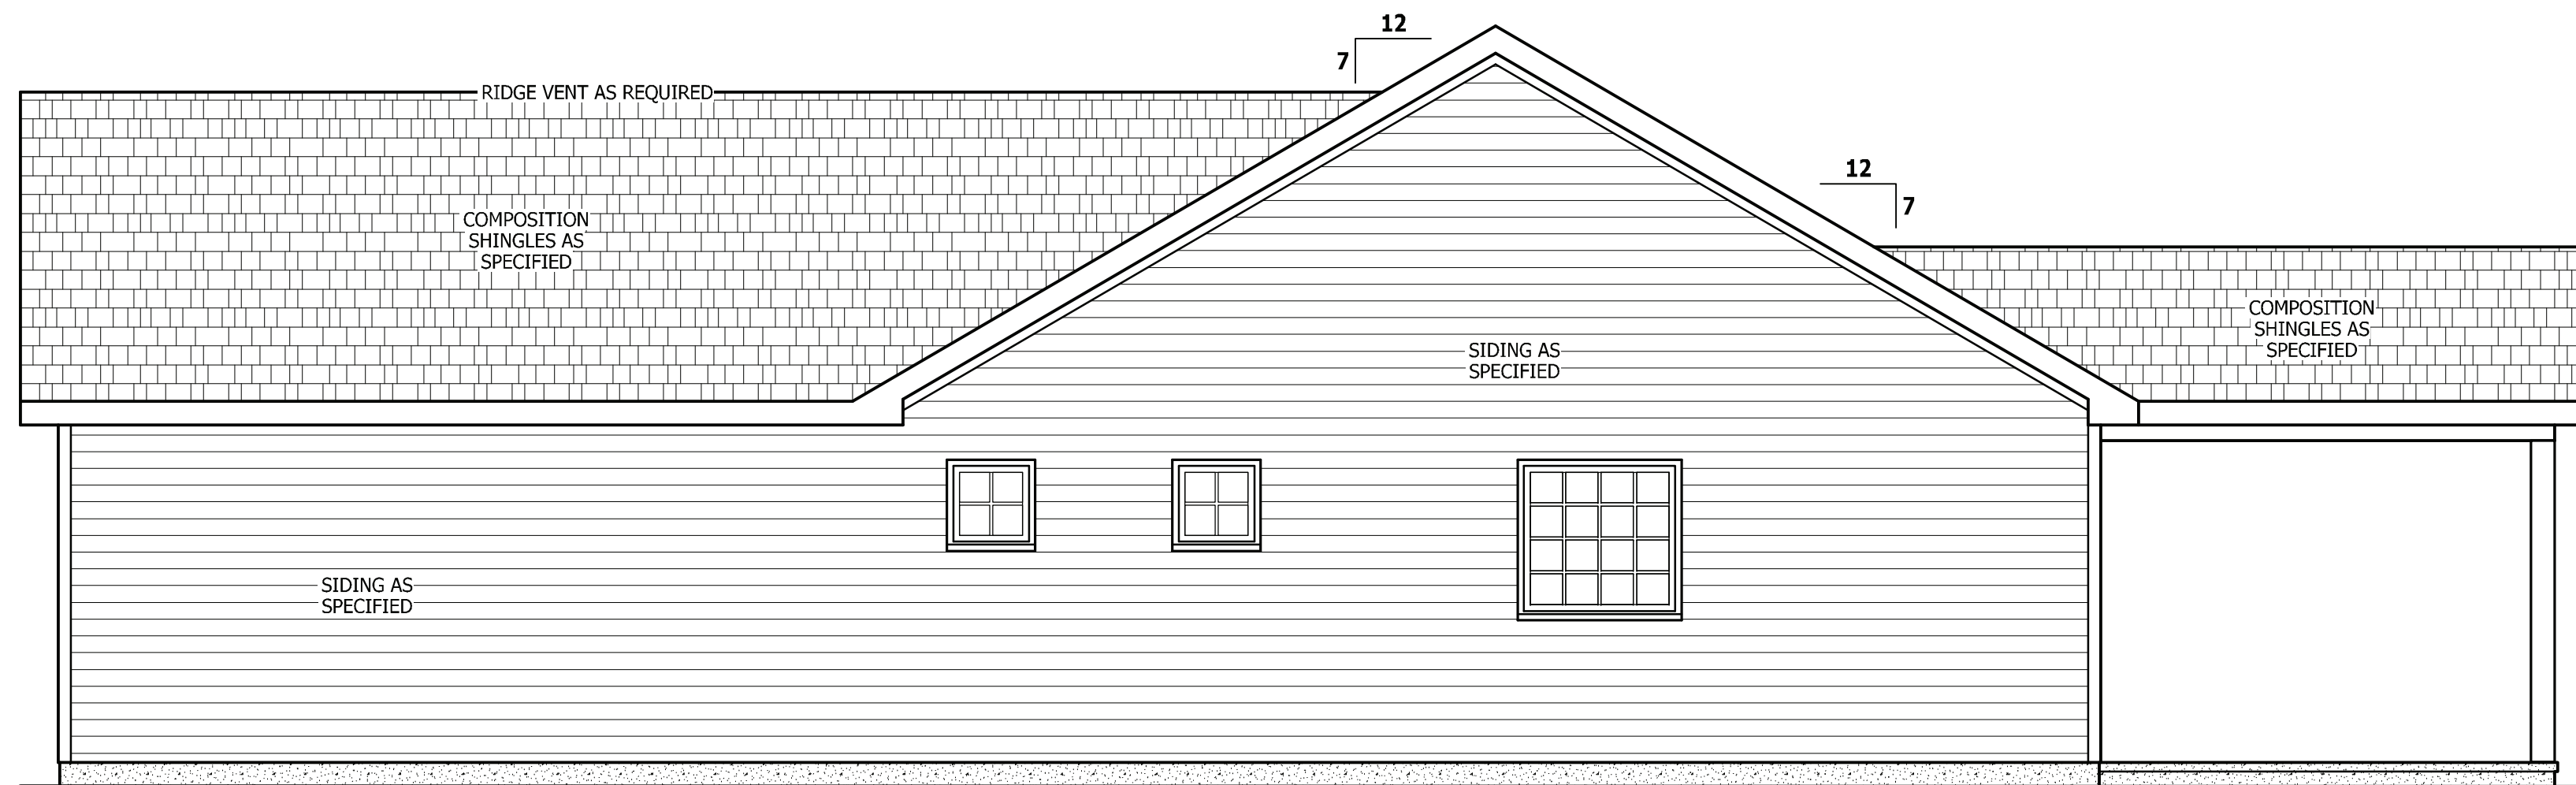 12
7
RIDGE VENT AS REQUIRED
12
7
COMPOSITION
SHINGLES AS
SPECIFIED
COMPOSITION
SHINGLES AS
SPECIFIED
SIDING AS
SPECIFIED
SIDING AS
SPECIFIED